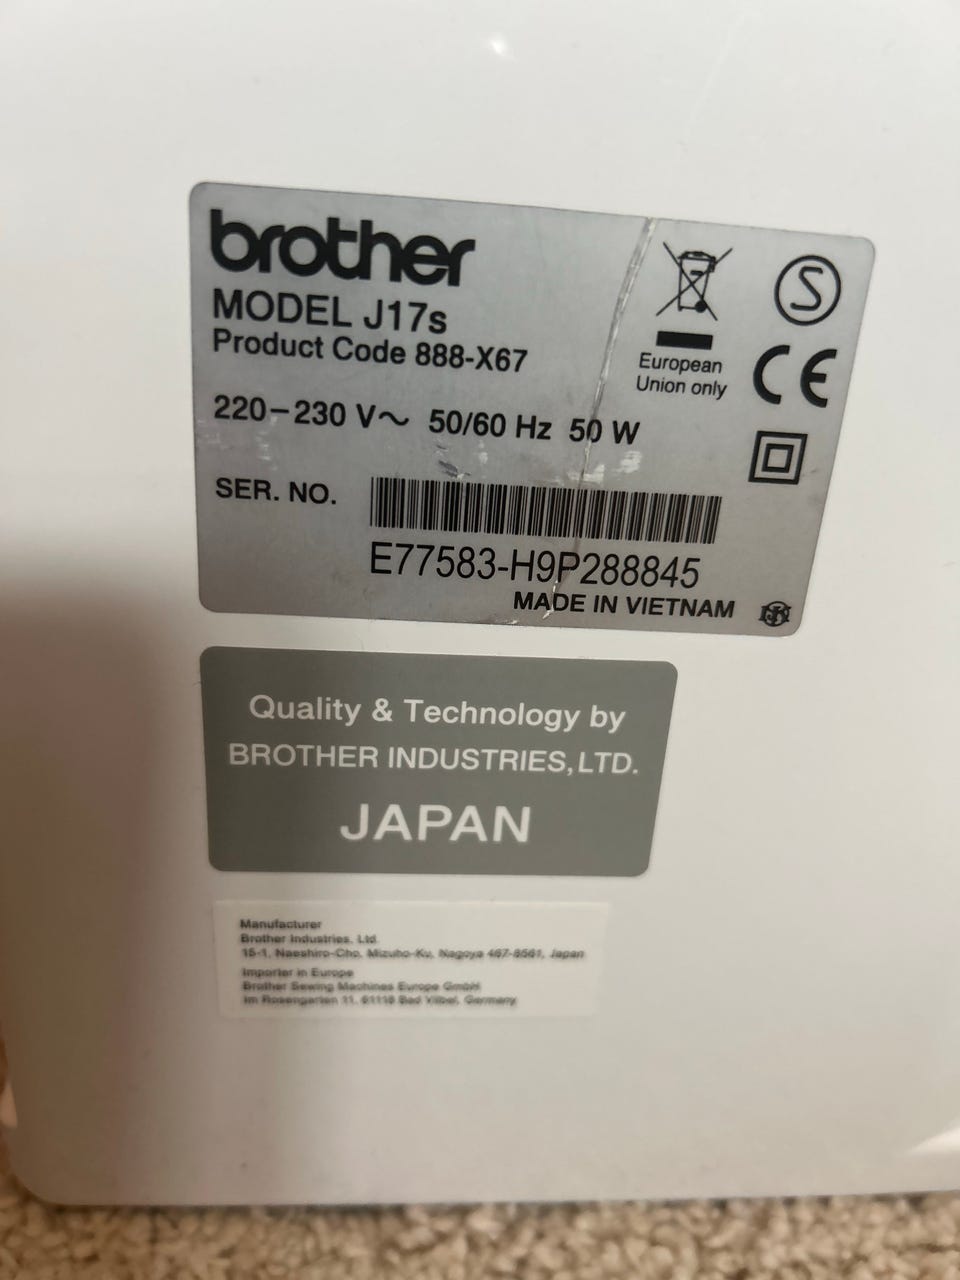 brother
MODEL J17s
Product Code 888-X67
220-230 V~ 50/60 Hz 50 W
SER. NO.
E77583-H9P288845
MADE IN VIETNAM
European
Union only
S
CE
Quality & Technology by
BROTHER INDUSTRIES, LTD.
JAPAN
Manufacturer
Brother Industries, Ltd.
15-1, Naeshiro-Cho, Mizuho-Ku, Nagoya 467-8561, Japan
Importer in Europe
Brother Sewing Machines Europe GmbH
Im Rosengarten 11, 61118 Bad Vilbel, Germany